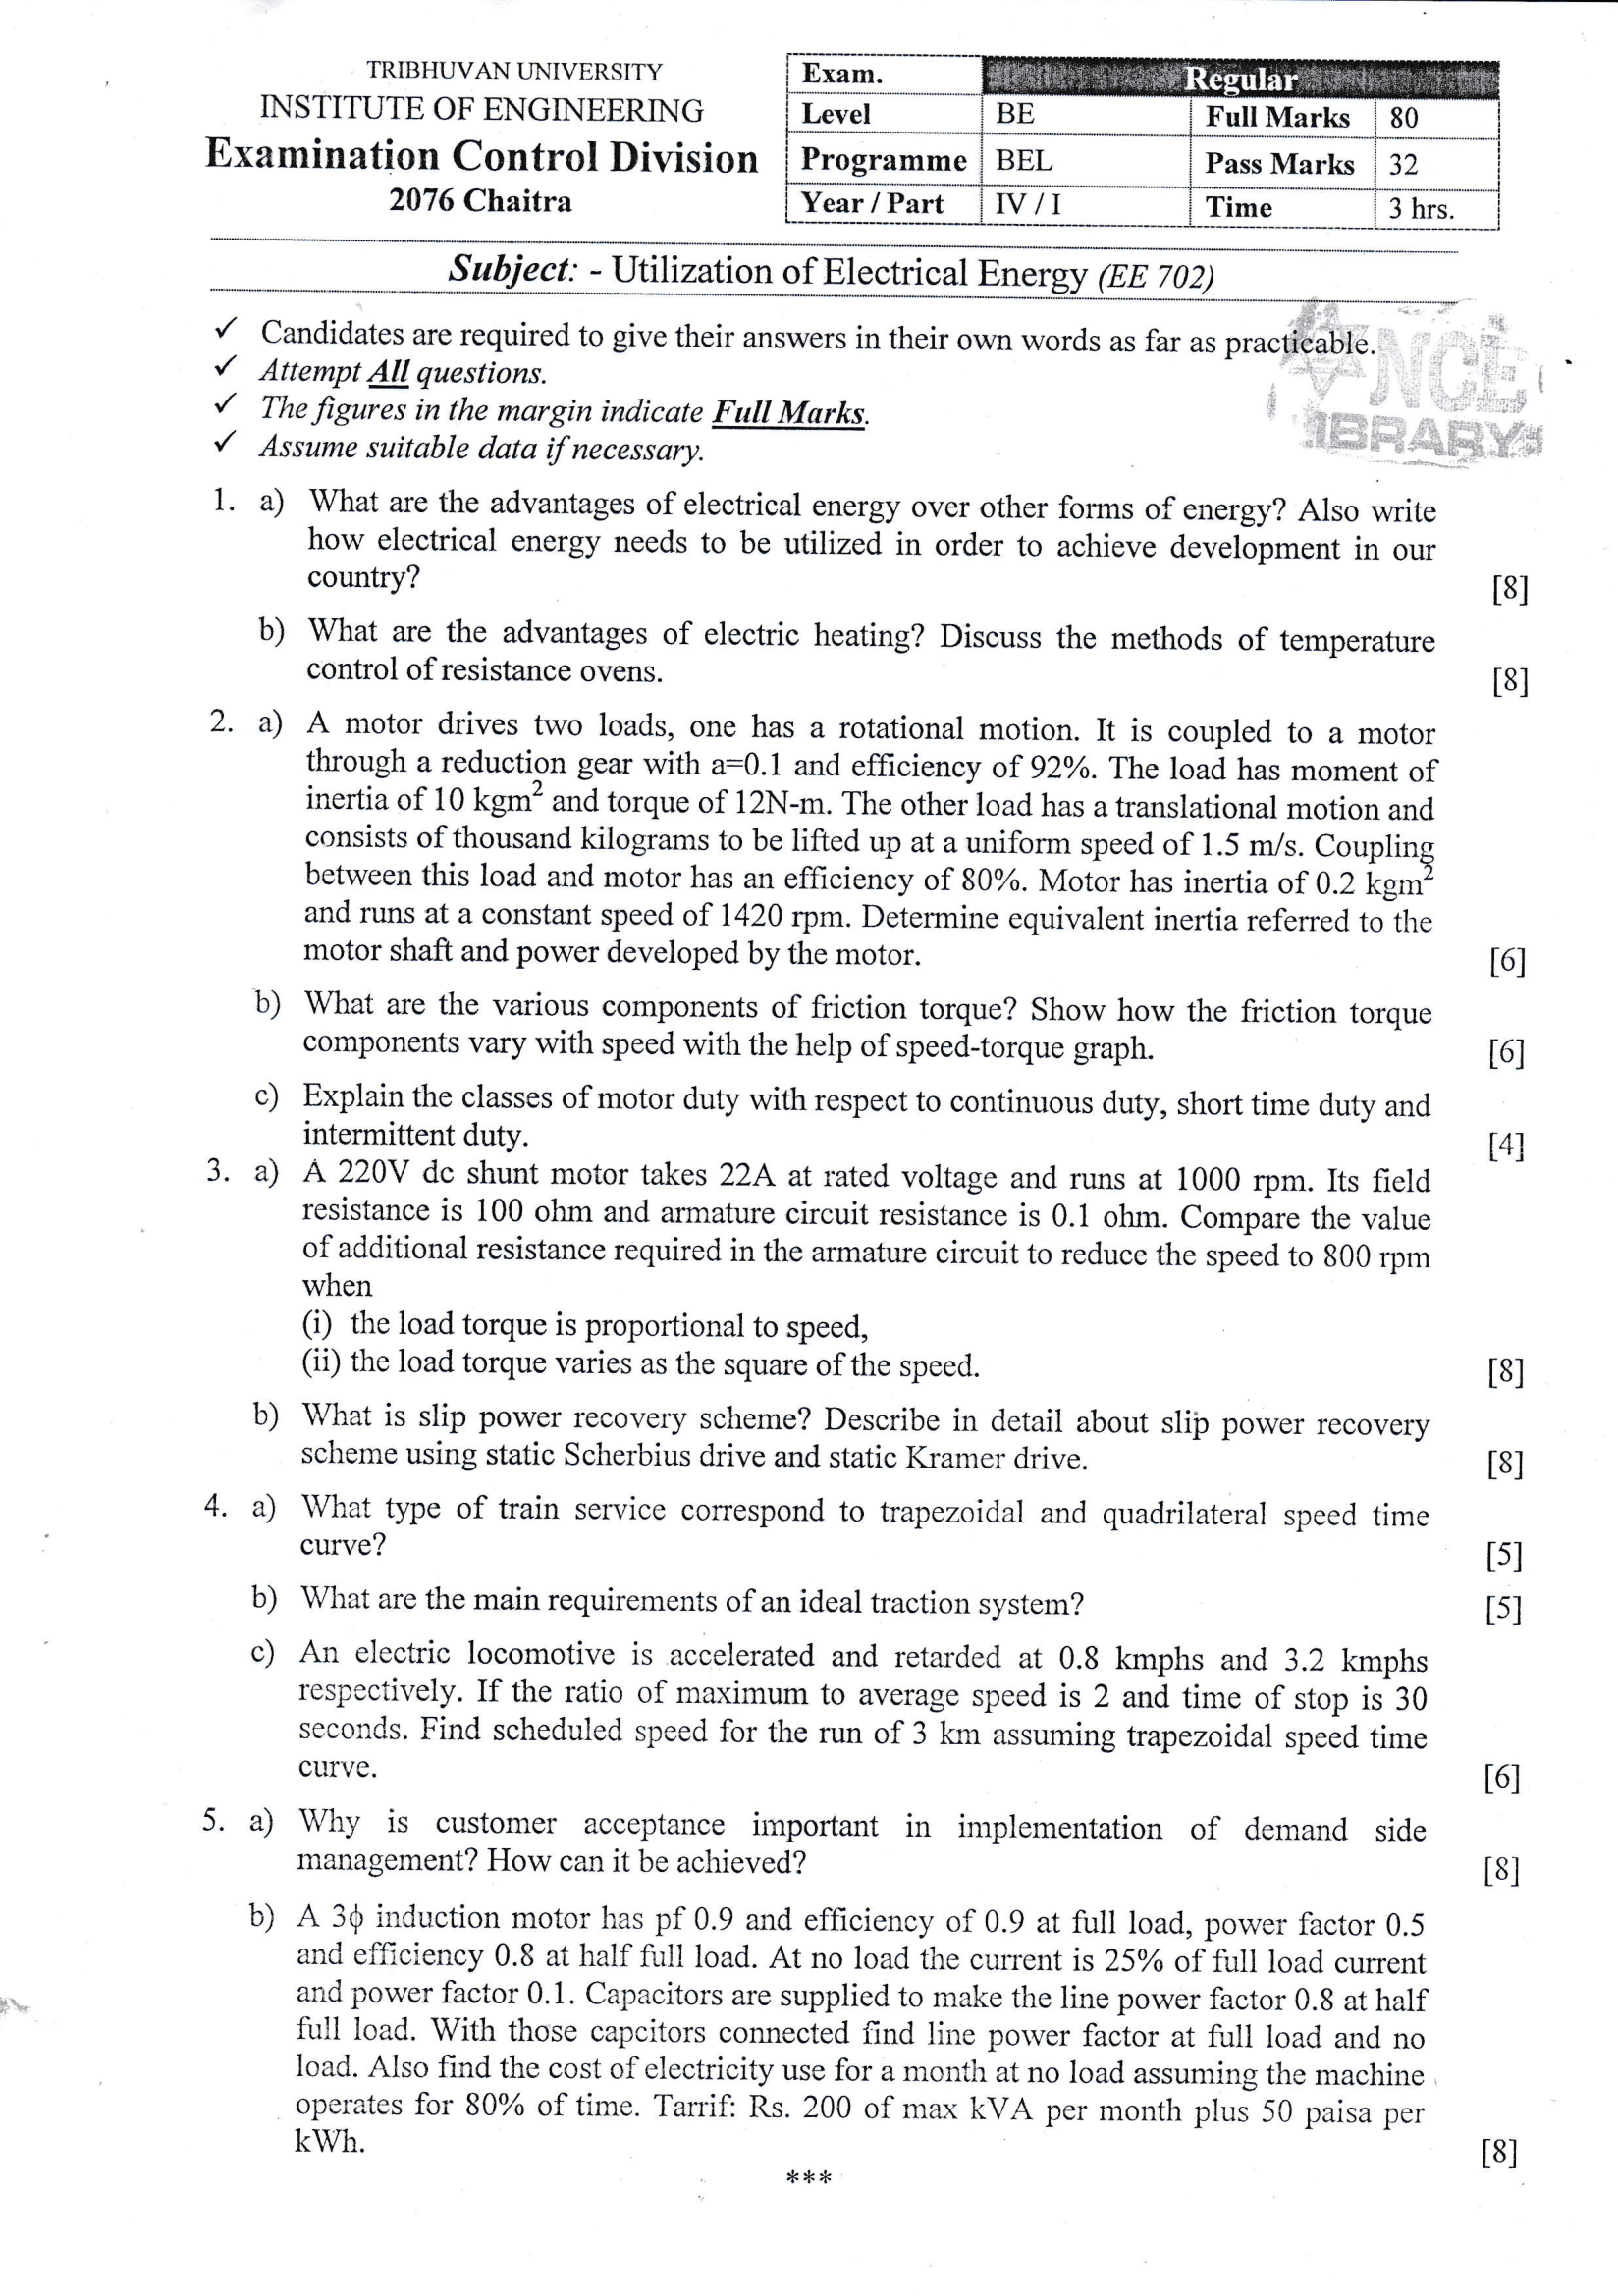 TRIBHUVAN UNIVERSITY
INSTITUTE OF ENGINEERING
Examination Control Division
2076 Chaitra
Exam. Regular
Level BE Full Marks 80
Programme BEL Pass Marks 32
Year / Part IV / I Time 3 hrs.
Subject: - Utilization of Electrical Energy (EE 702)
✓ Candidates are required to give their answers in their own words as far as practicable.
✓ Attempt All questions.
✓ The figures in the margin indicate Full Marks.
✓ Assume suitable data if necessary.
NCE
LIBRARY
1. a) What are the advantages of electrical energy over other forms of energy? Also write
how electrical energy needs to be utilized in order to achieve development in our
country? [8]
b) What are the advantages of electric heating? Discuss the methods of temperature
control of resistance ovens. [8]
2. a) A motor drives two loads, one has a rotational motion. It is coupled to a motor
through a reduction gear with a=0.1 and efficiency of 92%. The load has moment of
inertia of 10 kgm² and torque of 12N-m. The other load has a translational motion and
consists of thousand kilograms to be lifted up at a uniform speed of 1.5 m/s. Coupling
between this load and motor has an efficiency of 80%. Motor has inertia of 0.2 kgm²
and runs at a constant speed of 1420 rpm. Determine equivalent inertia referred to the
motor shaft and power developed by the motor. [6]
b) What are the various components of friction torque? Show how the friction torque
components vary with speed with the help of speed-torque graph. [6]
c) Explain the classes of motor duty with respect to continuous duty, short time duty and
intermittent duty. [4]
3. a) A 220V dc shunt motor takes 22A at rated voltage and runs at 1000 rpm. Its field
resistance is 100 ohm and armature circuit resistance is 0.1 ohm. Compare the value
of additional resistance required in the armature circuit to reduce the speed to 800 rpm
when
(i) the load torque is proportional to speed,
(ii) the load torque varies as the square of the speed. [8]
b) What is slip power recovery scheme? Describe in detail about slip power recovery
scheme using static Scherbius drive and static Kramer drive. [8]
4. a) What type of train service correspond to trapezoidal and quadrilateral speed time
curve? [5]
b) What are the main requirements of an ideal traction system? [5]
c) An electric locomotive is accelerated and retarded at 0.8 kmphs and 3.2 kmphs
respectively. If the ratio of maximum to average speed is 2 and time of stop is 30
seconds. Find scheduled speed for the run of 3 km assuming trapezoidal speed time
curve. [6]
5. a) Why is customer acceptance important in implementation of demand side
management? How can it be achieved? [8]
b) A 3ϕ induction motor has pf 0.9 and efficiency of 0.9 at full load, power factor 0.5
and efficiency 0.8 at half full load. At no load the current is 25% of full load current
and power factor 0.1. Capacitors are supplied to make the line power factor 0.8 at half
full load. With those capcitors connected find line power factor at full load and no
load. Also find the cost of electricity use for a month at no load assuming the machine
operates for 80% of time. Tarrif: Rs. 200 of max kVA per month plus 50 paisa per
kWh. [8]
***